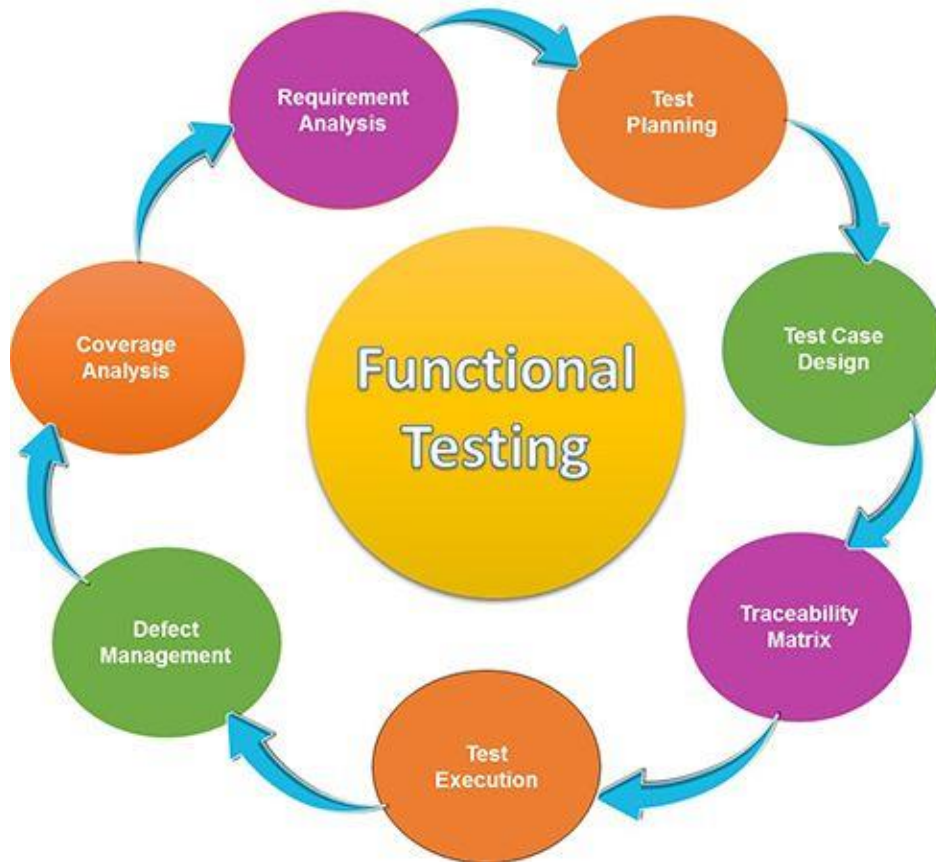 Requirement
Analysis
Test
Planning
Test Case
Design
Traceability
Matrix
Test
Execution
Defect
Management
Coverage
Analysis
Functional
Testing